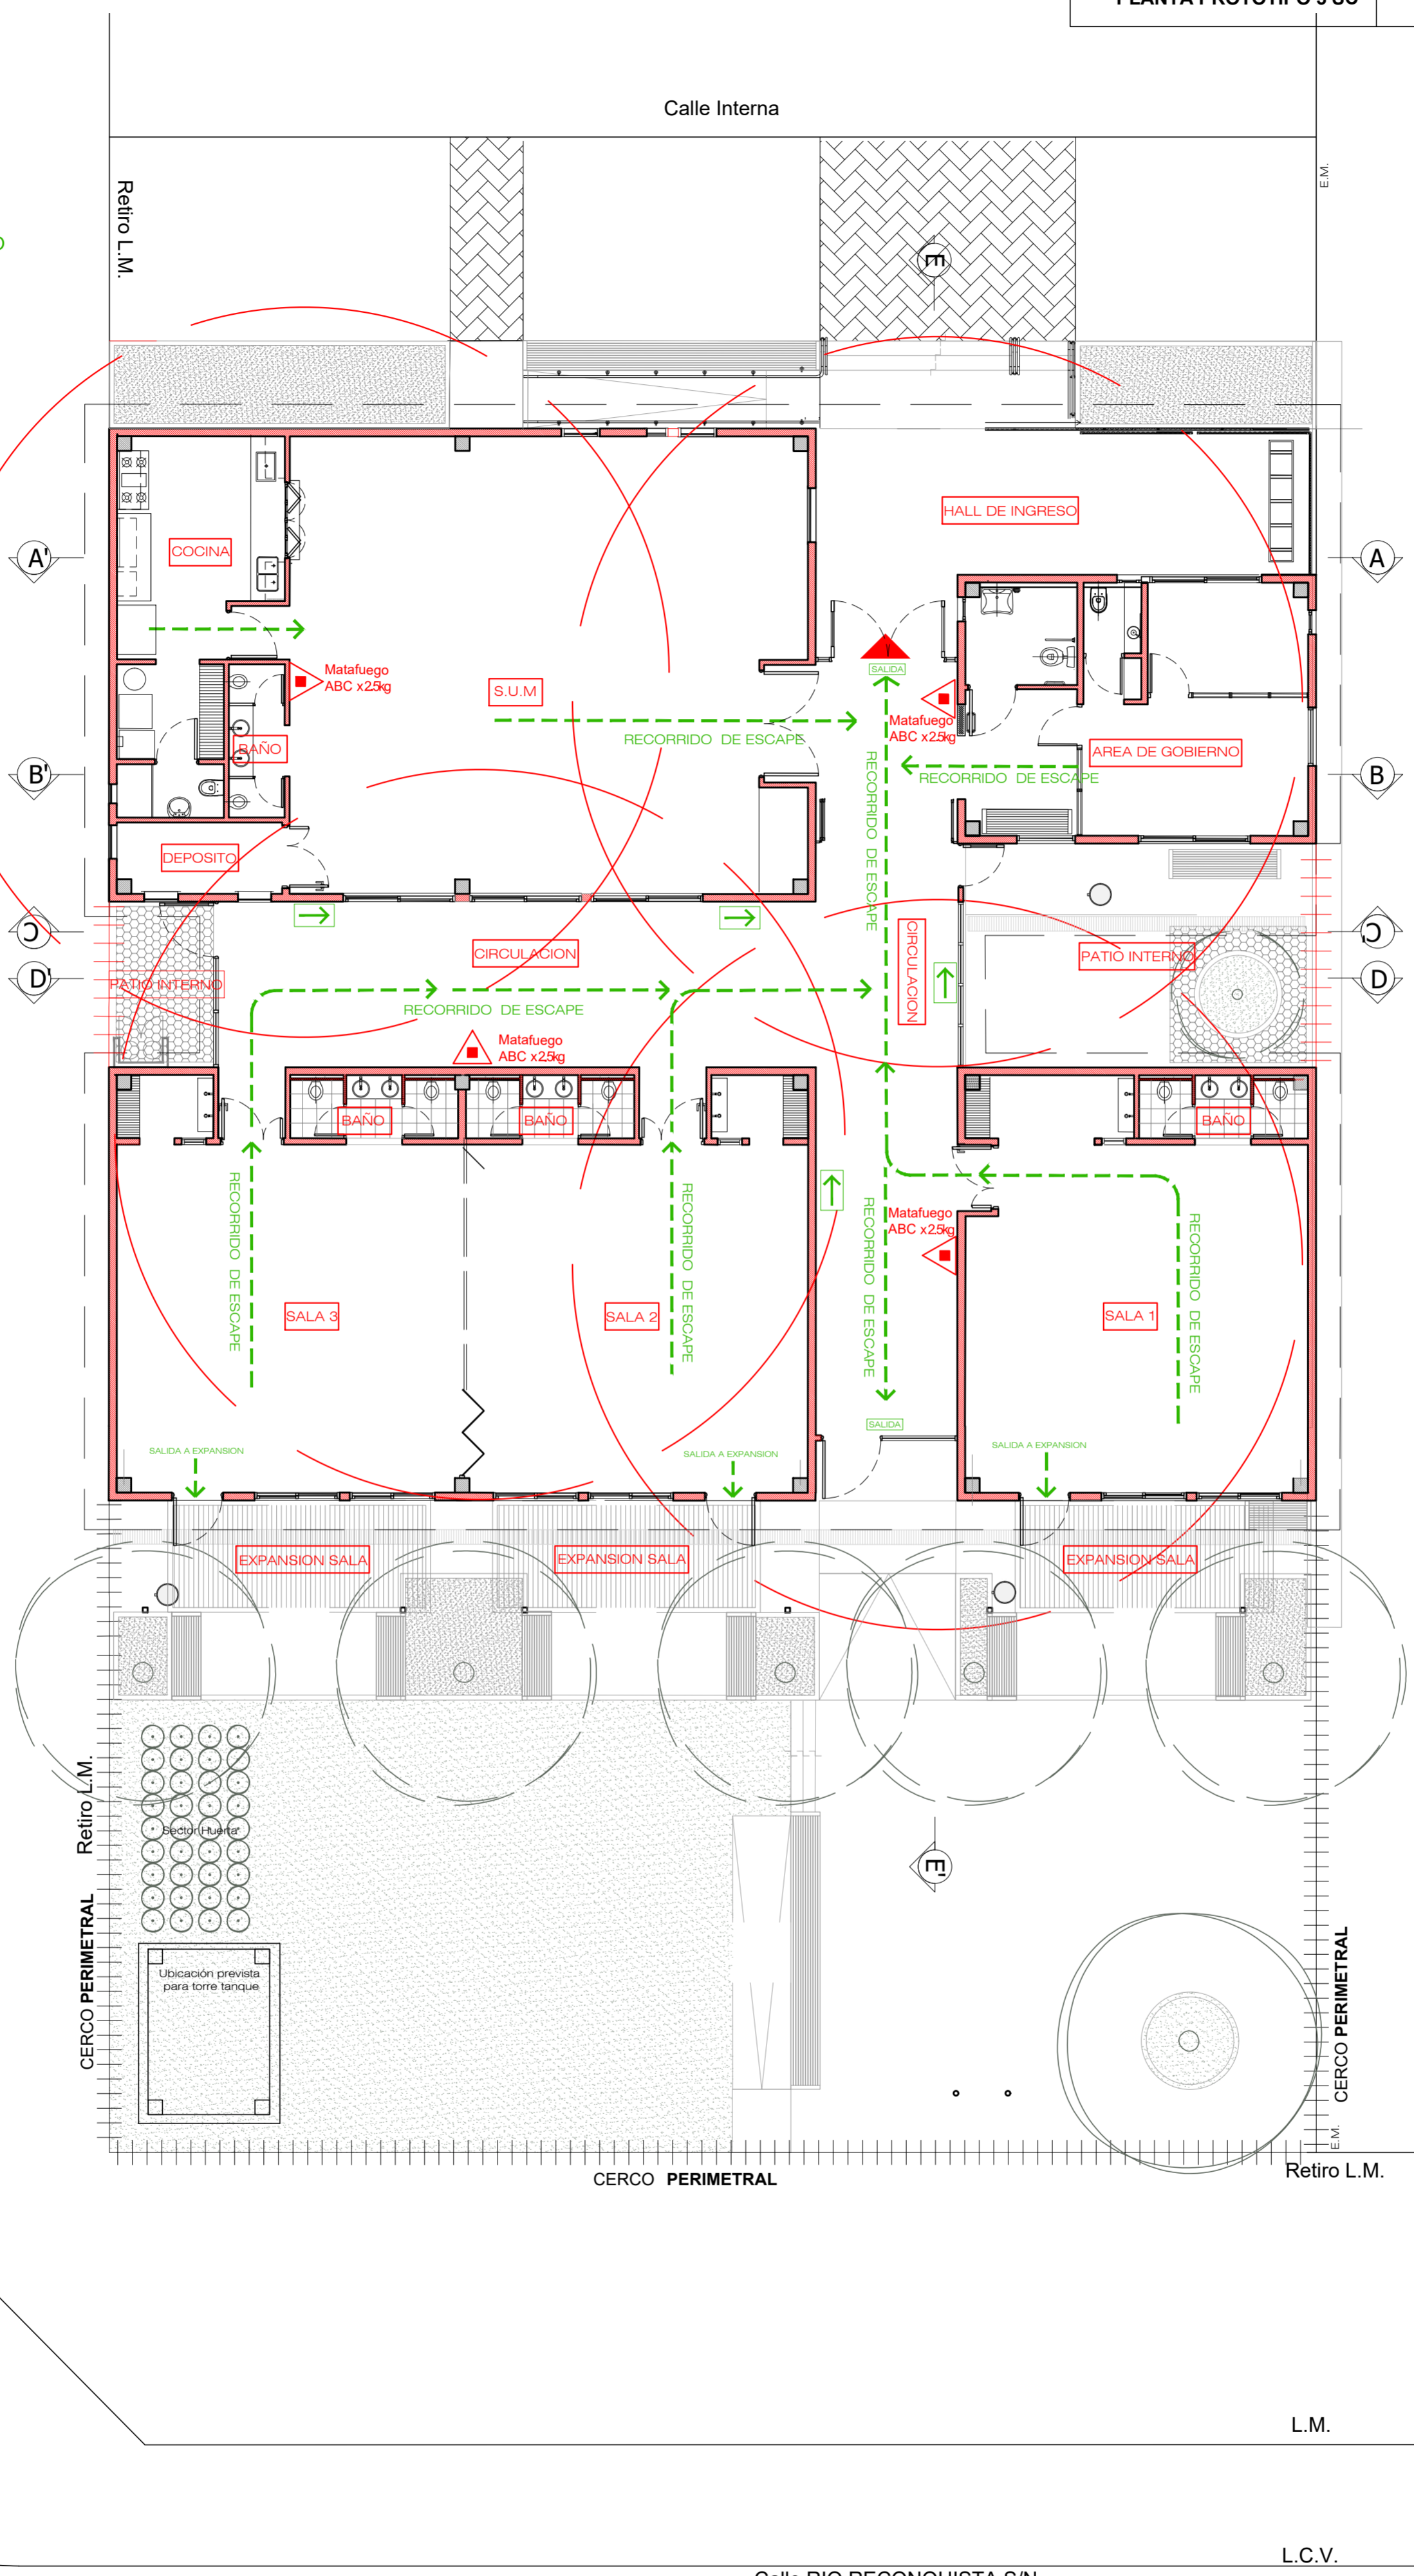 Calle Interna
Retiro L.M.
E.M.
E
HALL DE INGRESO
COCINA
A'
A
Matafuego
ABC x2.5kg
S.U.M
SALIDA
Matafuego
ABC x2.5kg
RECORRIDO DE ESCAPE
BAÑO
AREA DE GOBIERNO
RECORRIDO DE ESCAPE
B'
B
RECORRIDO DE ESCAPE
DEPOSITO
C
C'
CIRCULACION
CIRCULACION
PATIO INTERNO
PATIO INTERNO
D'
D
RECORRIDO DE ESCAPE
Matafuego
ABC x2.5kg
BAÑO
BAÑO
BAÑO
RECORRIDO DE ESCAPE
RECORRIDO DE ESCAPE
RECORRIDO DE ESCAPE
RECORRIDO DE ESCAPE
Matafuego
ABC x2.5kg
SALA 3
SALA 2
SALA 1
SALIDA
SALIDA A EXPANSION
SALIDA A EXPANSION
SALIDA A EXPANSION
EXPANSION SALA
EXPANSION SALA
EXPANSION SALA
Retiro L.M.
Sector Huerta
E'
CERCO PERIMETRAL
CERCO PERIMETRAL
Ubicación prevista
para torre tanque
E.M.
CERCO PERIMETRAL
Retiro L.M.
L.M.
L.C.V.
Calle RIO RECONQUISTA S/N